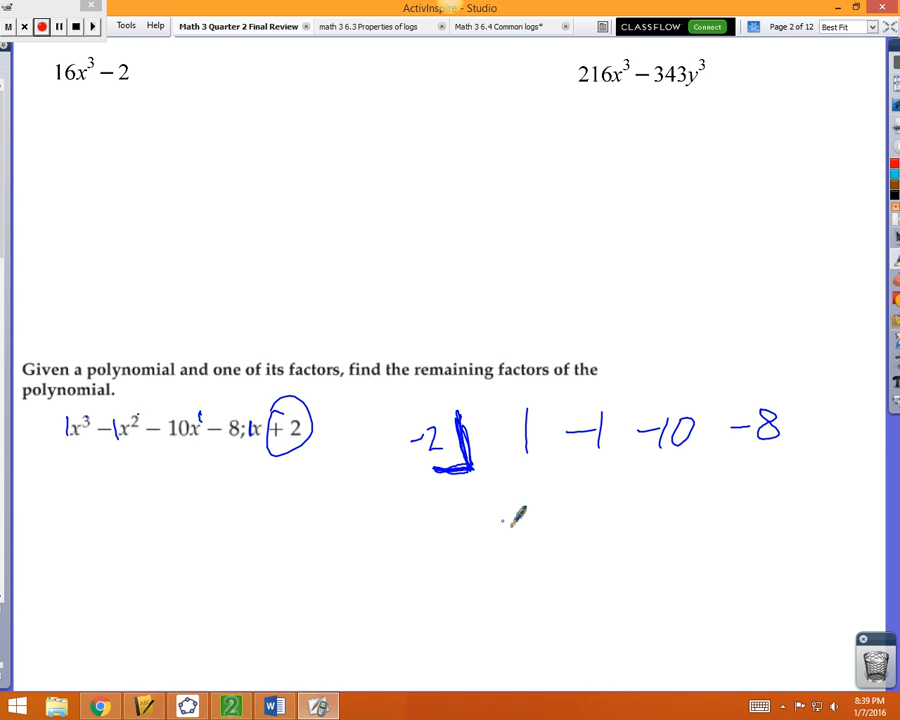 ActivInspire - Studio
M
Tools Help Math 3 Quarter 2 Final Review math 3 6.3 Properties of logs Math 3 6.4 Common logs* CLASSFLOW Connect Page 2 of 12 Best Fit
16x³ − 2 216x³ − 343y³
Given a polynomial and one of its factors, find the remaining factors of the
polynomial.
1x³ − 1x² − 10x¹ − 8; 1x + 2
-2 1 -1 -10 -8
8:39 PM
1/7/2016